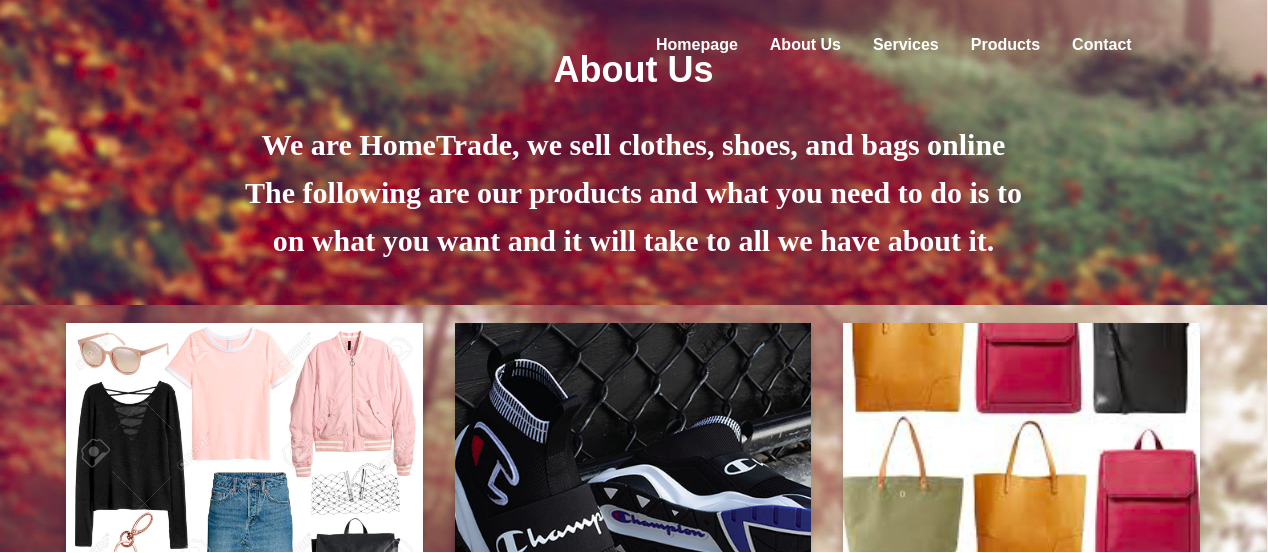 Homepage About Us Services Products Contact
About Us
We are HomeTrade, we sell clothes, shoes, and bags online
The following are our products and what you need to do is to
on what you want and it will take to all we have about it.
Champ
Champion